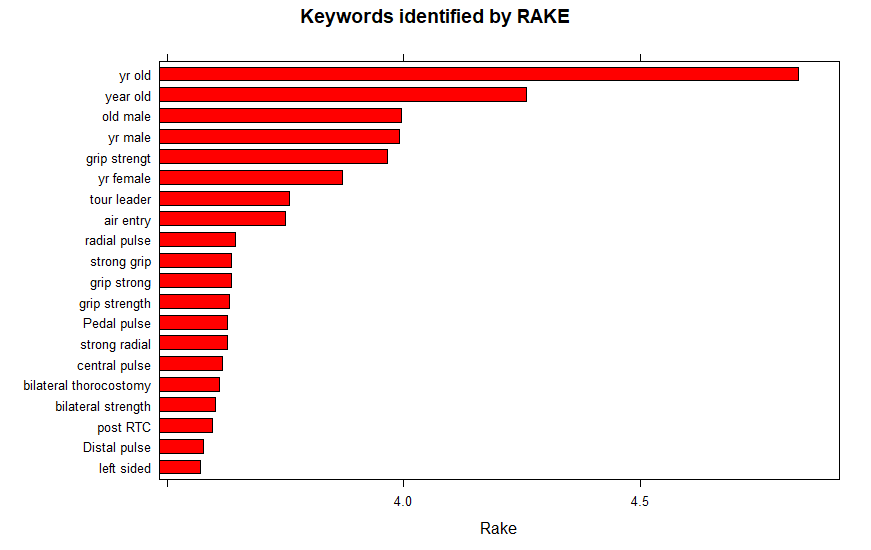 Keywords identified by RAKE
yr old
year old
old male
yr male
grip strengt
yr female
tour leader
air entry
radial pulse
strong grip
grip strong
grip strength
Pedal pulse
strong radial
central pulse
bilateral thorocostomy
bilateral strength
post RTC
Distal pulse
left sided
4.0 4.5
Rake